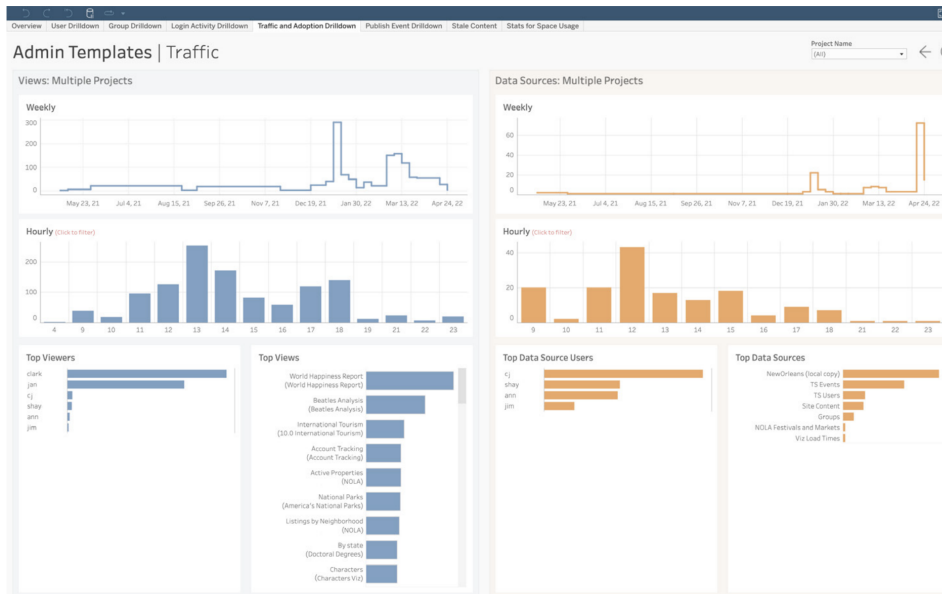 Overview User Drilldown Group Drilldown Login Activity Drilldown Traffic and Adoption Drilldown Publish Event Drilldown Stale Content Stats for Space Usage
Admin Templates | Traffic
Project Name
(All)
Views: Multiple Projects
Weekly
300
200
100
0
May 23, 21 Jul 4, 21 Aug 15, 21 Sep 26, 21 Nov 7, 21 Dec 19, 21 Jan 30, 22 Mar 13, 22 Apr 24, 22
Hourly (Click to filter)
200
100
0
4 9 10 11 12 13 14 15 16 17 18 19 21 22 23
Top Viewers
clark
jan
cj
shay
ann
jim
Top Views
World Happiness Report
(World Happiness Report)
Beatles Analysis
(Beatles Analysis)
International Tourism
(10.0 International Tourism)
Account Tracking
(Account Tracking)
Active Properties
(NOLA)
National Parks
(America's National Parks)
Listings by Neighborhood
(NOLA)
By state
(Doctoral Degrees)
Characters
(Characters Viz)
Data Sources: Multiple Projects
Weekly
60
40
20
0
May 23, 21 Jul 4, 21 Aug 15, 21 Sep 26, 21 Nov 7, 21 Dec 19, 21 Jan 30, 22 Mar 13, 22 Apr 24, 22
Hourly (Click to filter)
40
20
0
9 10 11 12 13 14 15 16 17 18 21 22 23
Top Data Source Users
cj
shay
ann
jim
Top Data Sources
NewOrleans (local copy)
TS Events
TS Users
Site Content
Groups
NOLA Festivals and Markets
Viz Load Times